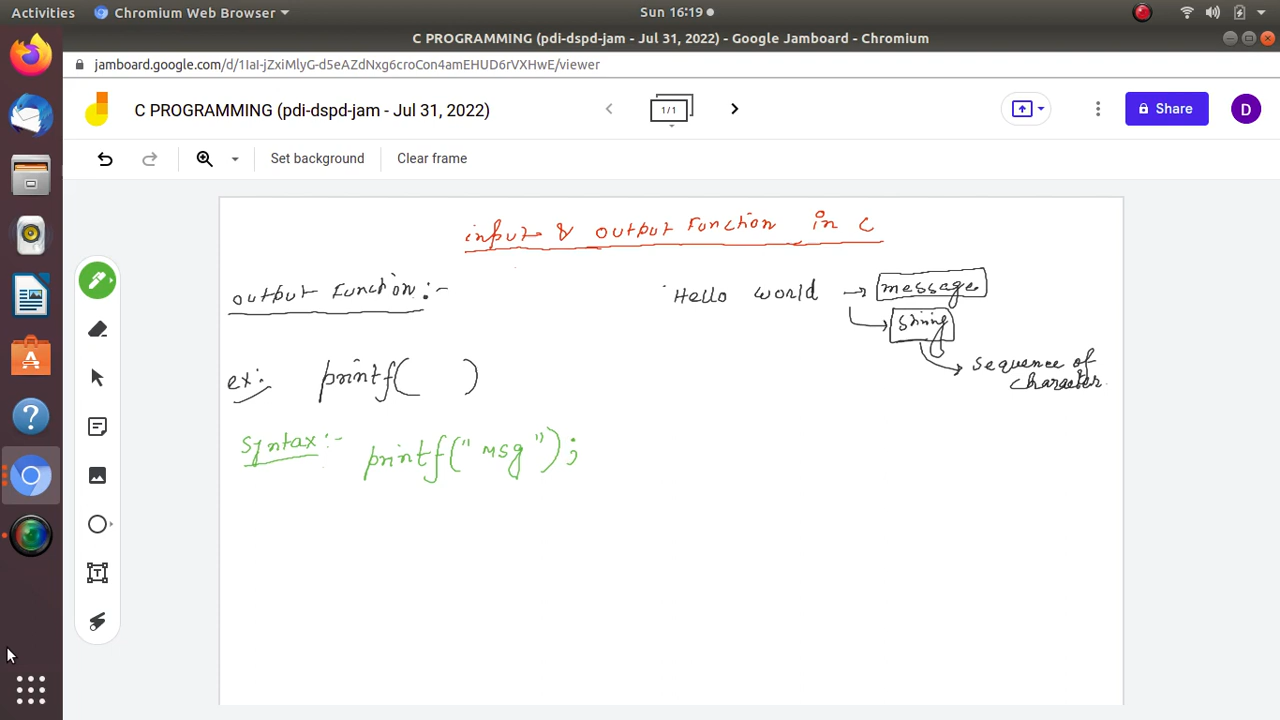 Activities Chromium Web Browser Sun 16:19
C PROGRAMMING (pdi-dspd-jam - Jul 31, 2022) - Google Jamboard - Chromium
jamboard.google.com/d/1IaI-jZxiMlyG-d5eAZdNxg6croCon4amEHUD6rVXHwE/viewer
C PROGRAMMING (pdi-dspd-jam - Jul 31, 2022) 1/1 Share D
Set background Clear frame
input & output Function in C
output Function :-
Hello world → message
string
sequence of
character
ex: printf( )
Syntax:- printf("msg");